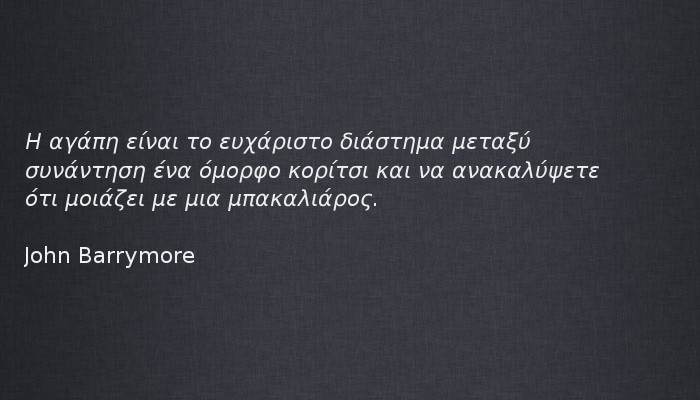 Η αγάπη είναι το ευχάριστο διάστημα μεταξύ
συνάντηση ένα όμορφο κορίτσι και να ανακαλύψετε
ότι μοιάζει με μια μπακαλιάρος.
John Barrymore